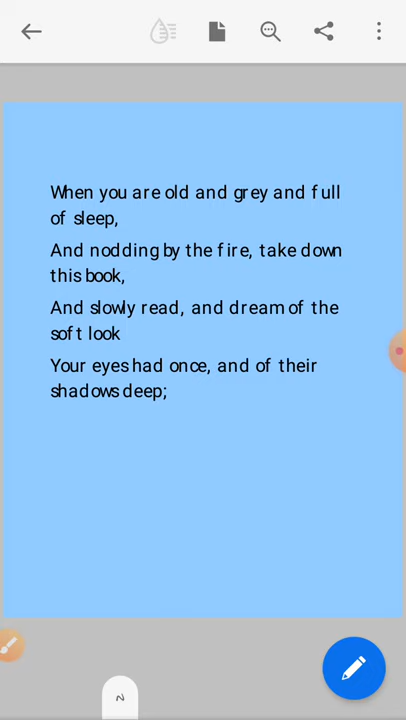 When you are old and grey and full
of sleep,
And nodding by the fire, take down
this book,
And slowly read, and dream of the
soft look
Your eyes had once, and of their
shadows deep;
2